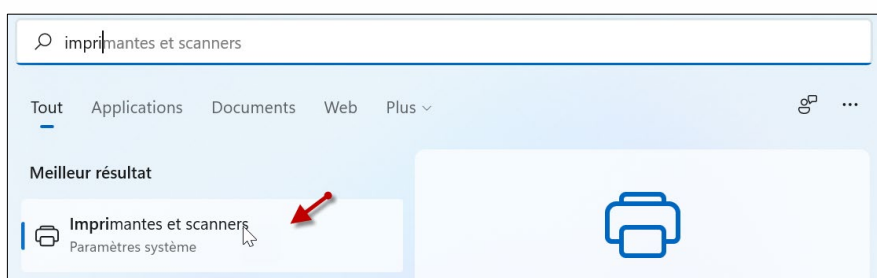 imprimantes et scanners
Tout Applications Documents Web Plus
Meilleur résultat
Imprimantes et scanners
Paramètres système